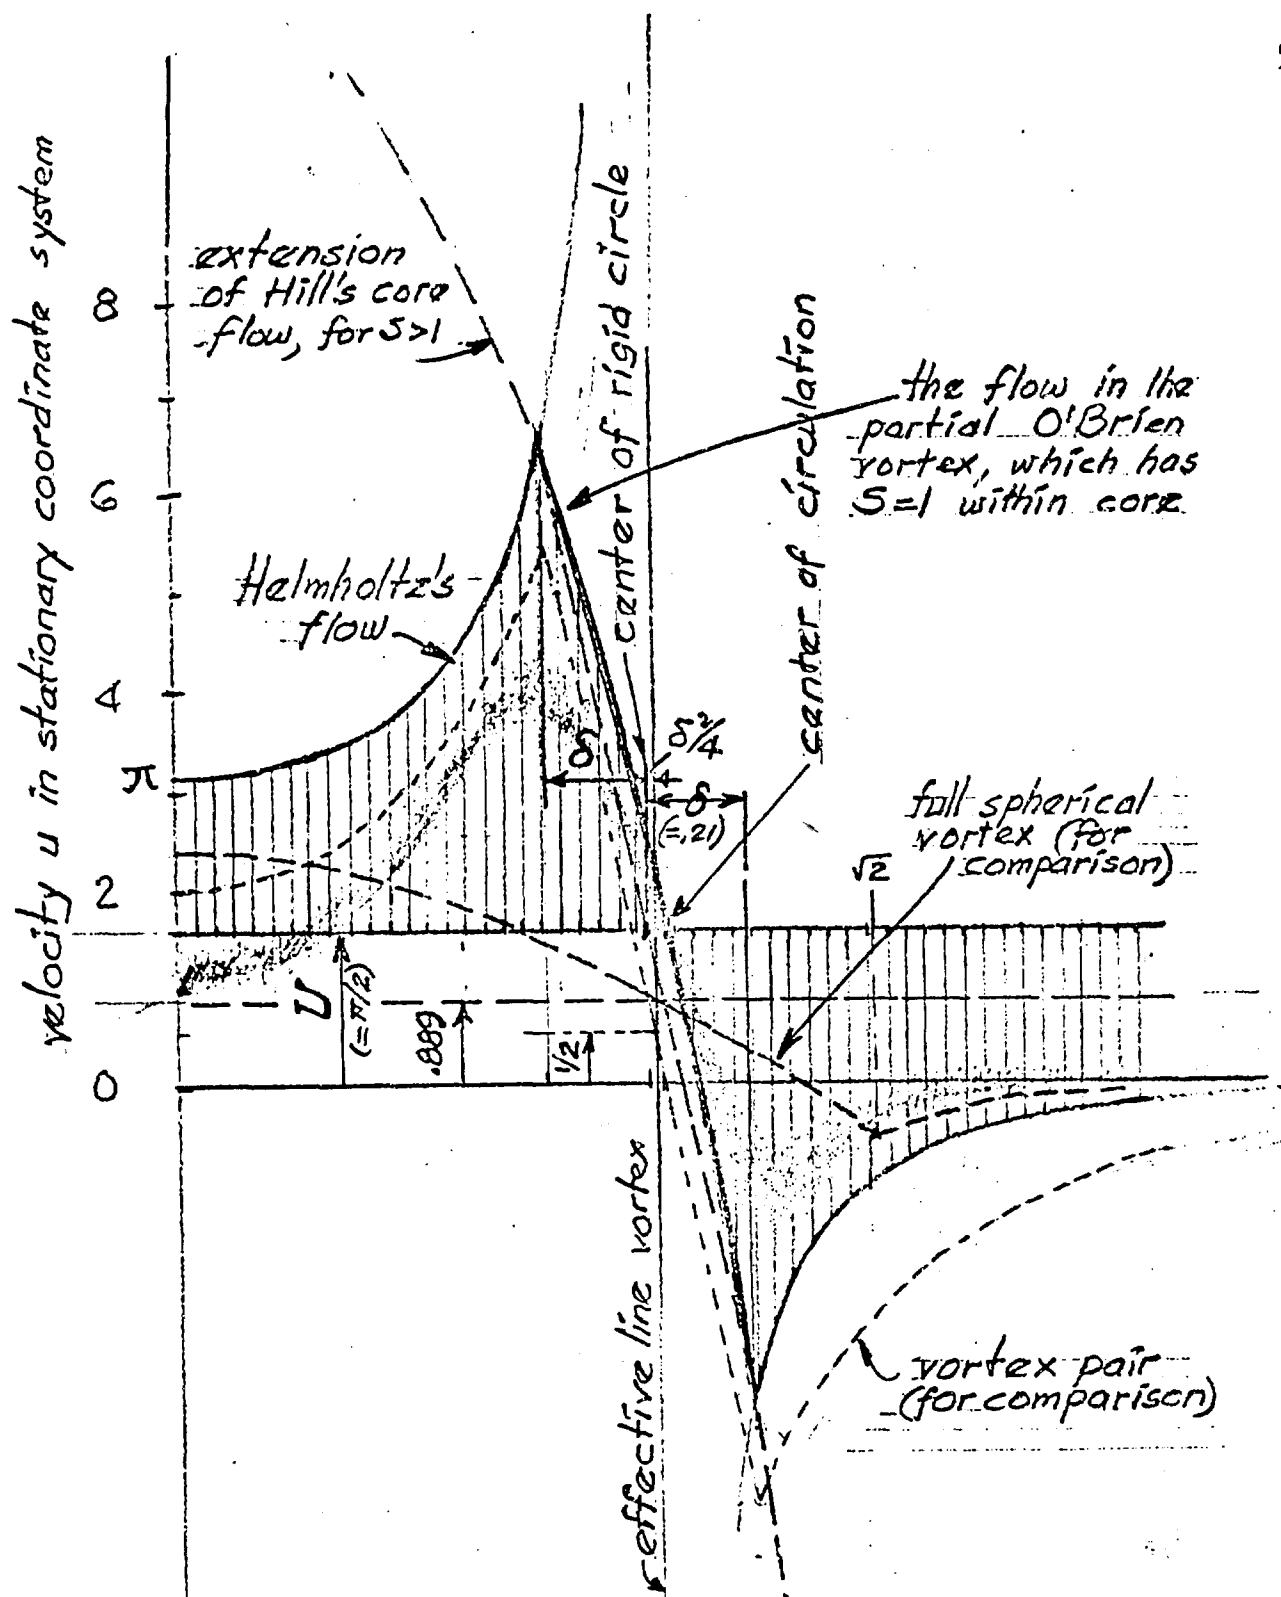 velocity u in stationary coordinate system
8
6
4
π
2
0
extension
of Hill's core
flow, for S>1
Helmholtz's
flow
center of rigid circle
center of circulation
the flow in the
partial O'Brien
vortex, which has
S=1 within core
δ
δ²/4
δ
(=.21)
full spherical
vortex (for
comparison)
√2
U
(=π/2)
.889
1/2
effective line vortex
vortex pair
(for comparison)